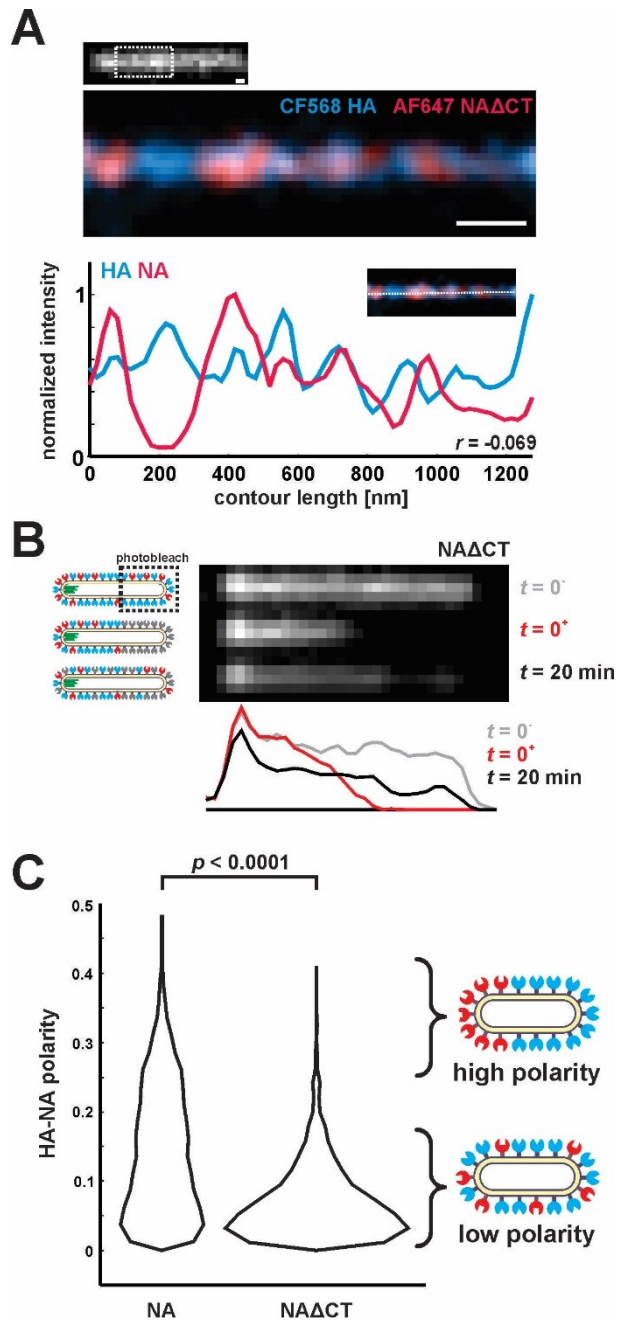 A
CF568 HA AF647 NAΔCT
HA NA
normalized intensity
1
0
r = -0.069
0 200 400 600 800 1000 1200
contour length [nm]
B
photobleach
NAΔCT
t = 0-
t = 0+
t = 20 min
t = 0-
t = 0+
t = 20 min
C
p < 0.0001
HA-NA polarity
0.5
0.4
0.3
0.2
0.1
0
high polarity
low polarity
NA NAΔCT